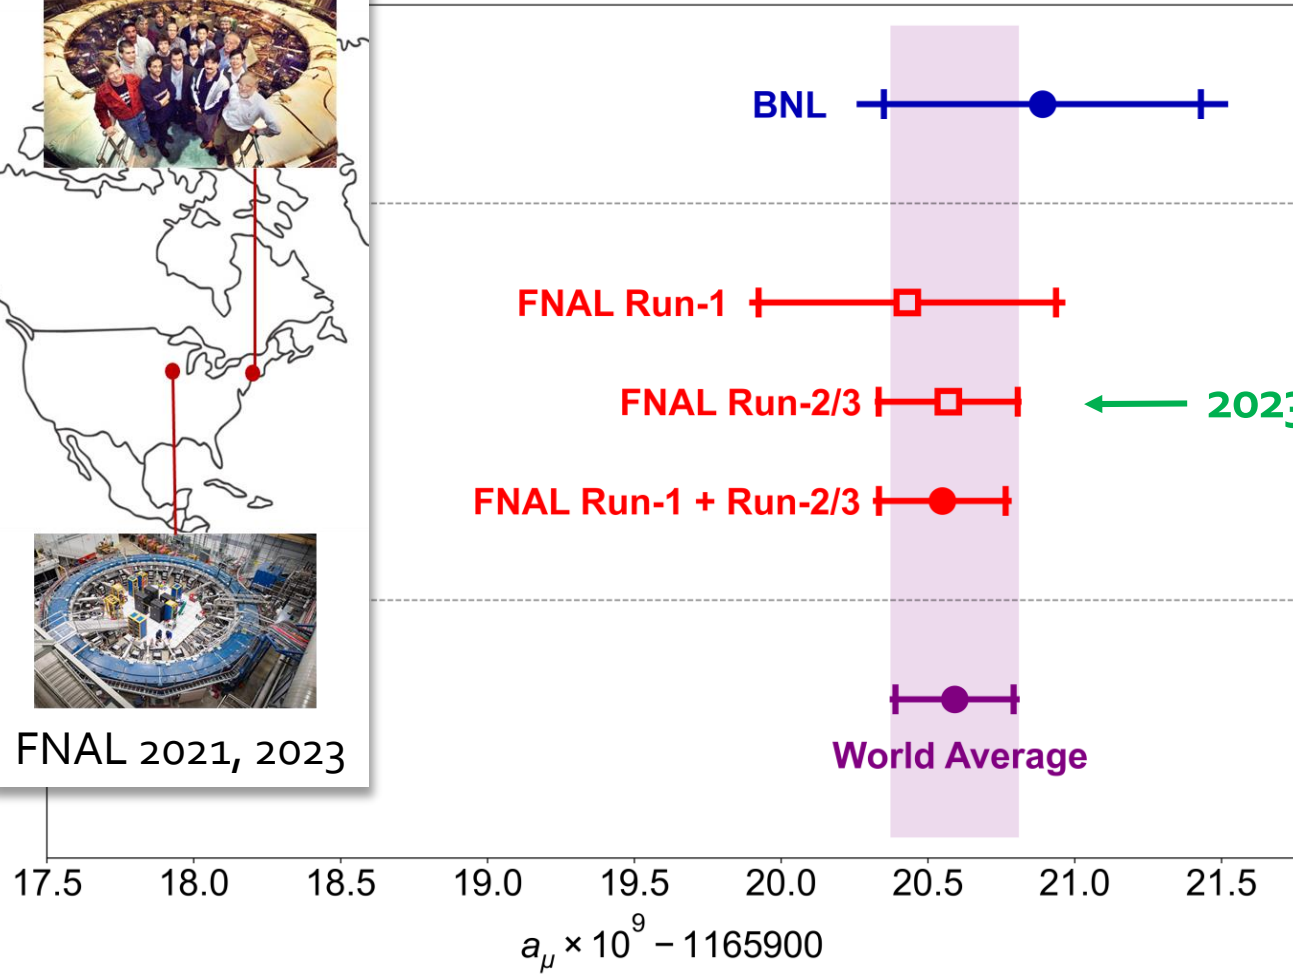 BNL
FNAL Run-1
FNAL Run-2/3
2023
FNAL Run-1 + Run-2/3
World Average
FNAL 2021, 2023
17.5 18.0 18.5 19.0 19.5 20.0 20.5 21.0 21.5
aμ × 10⁹ − 1165900